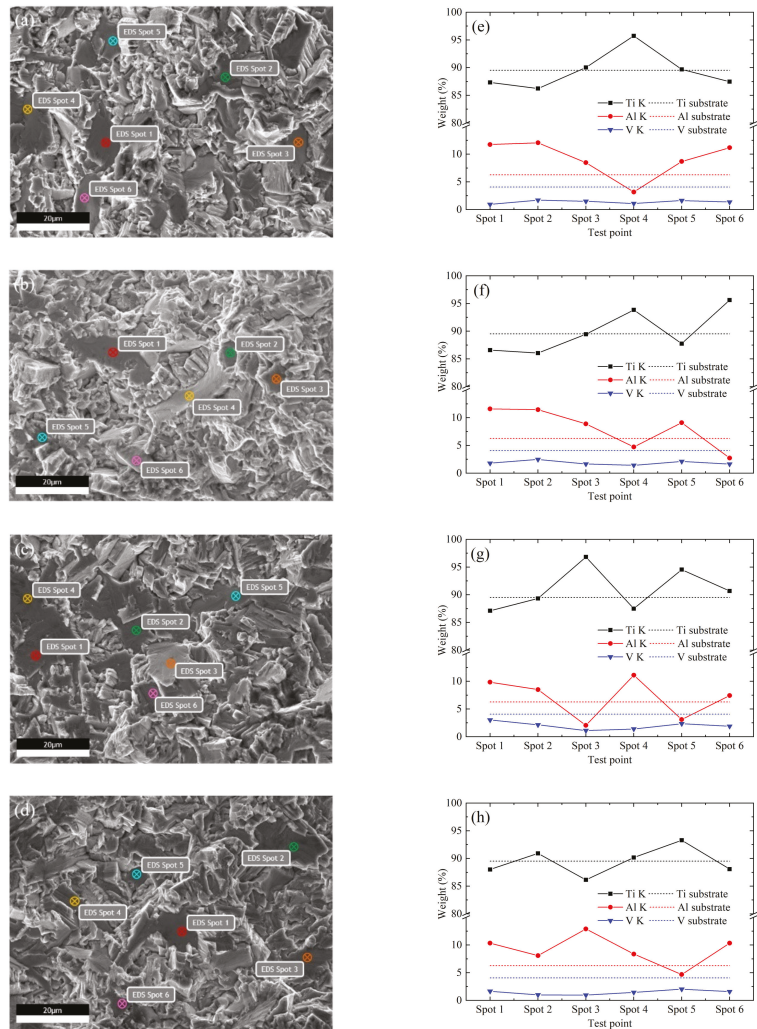 (a)
EDS Spot 5
EDS Spot 2
EDS Spot 4
EDS Spot 1
EDS Spot 3
EDS Spot 6
20μm
(e)
Weight (%)
100
95
90
85
80
10
5
0
Ti K
Ti substrate
Al K
Al substrate
V K
V substrate
Spot 1 Spot 2 Spot 3 Spot 4 Spot 5 Spot 6
Test point
(b)
EDS Spot 1
EDS Spot 2
EDS Spot 3
EDS Spot 4
EDS Spot 5
EDS Spot 6
20μm
(f)
Weight (%)
100
95
90
85
80
10
5
0
Ti K
Ti substrate
Al K
Al substrate
V K
V substrate
Spot 1 Spot 2 Spot 3 Spot 4 Spot 5 Spot 6
Test point
(c)
EDS Spot 4
EDS Spot 5
EDS Spot 2
EDS Spot 1
EDS Spot 3
EDS Spot 6
20μm
(g)
Weight (%)
100
95
90
85
80
10
5
0
Ti K
Ti substrate
Al K
Al substrate
V K
V substrate
Spot 1 Spot 2 Spot 3 Spot 4 Spot 5 Spot 6
Test point
(d)
EDS Spot 2
EDS Spot 5
EDS Spot 4
EDS Spot 1
EDS Spot 3
EDS Spot 6
20μm
(h)
Weight (%)
100
95
90
85
80
10
5
0
Ti K
Ti substrate
Al K
Al substrate
V K
V substrate
Spot 1 Spot 2 Spot 3 Spot 4 Spot 5 Spot 6
Test point